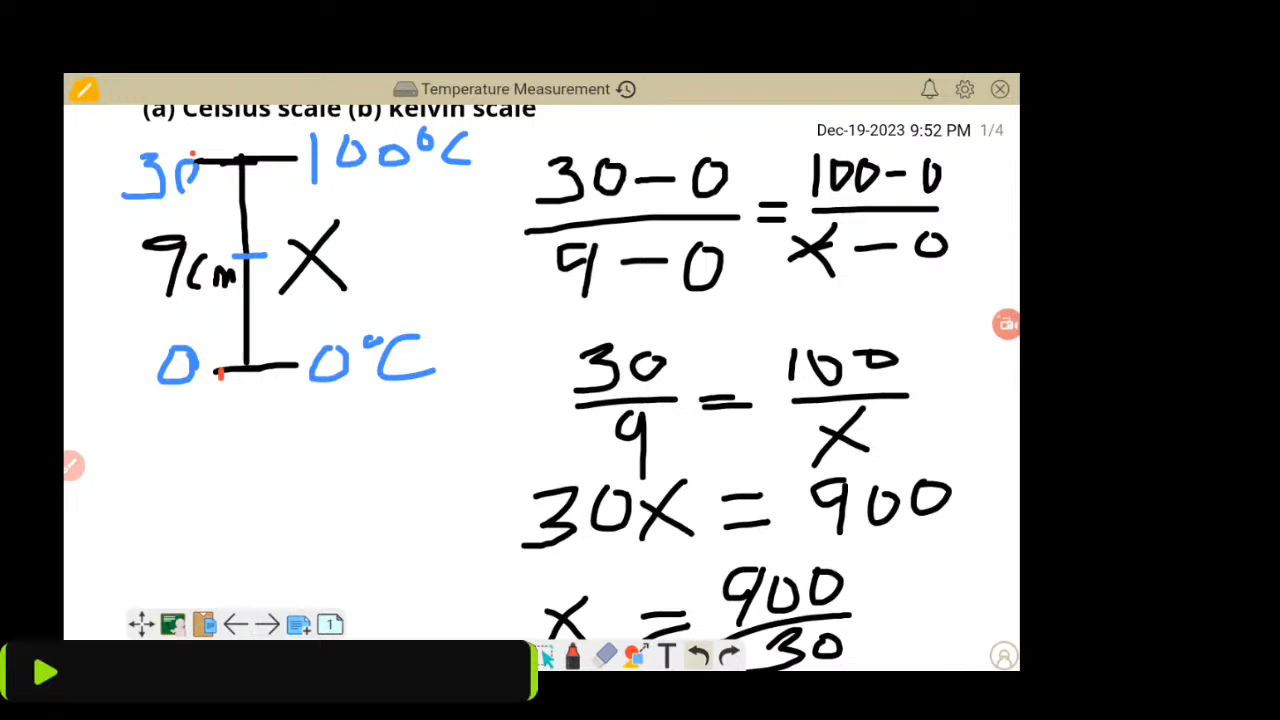 Temperature Measurement
(a) Celsius scale (b) kelvin scale
Dec-19-2023 9:52 PM 1/4
30 100°C
9cm X
0 0°C
30-0 = 100-0
9-0 x-0
30 = 100
9 x
30x = 900
x = 900
30
1
T